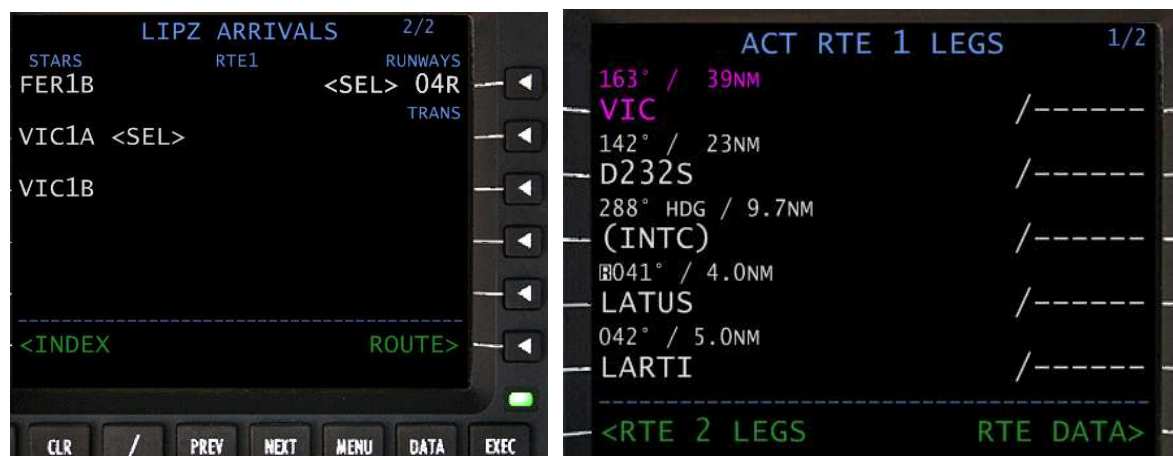 LIPZ ARRIVALS 2/2
STARS RTE1 RUNWAYS
FER1B <SEL> 04R
TRANS
VIC1A <SEL>
VIC1B
<INDEX ROUTE>
CLR / PREV NEXT MENU DATA EXEC
ACT RTE 1 LEGS 1/2
163° / 39NM
VIC /------
142° / 23NM
D232S /------
288° HDG / 9.7NM
(INTC) /------
R041° / 4.0NM
LATUS /------
042° / 5.0NM
LARTI /------
<RTE 2 LEGS RTE DATA>